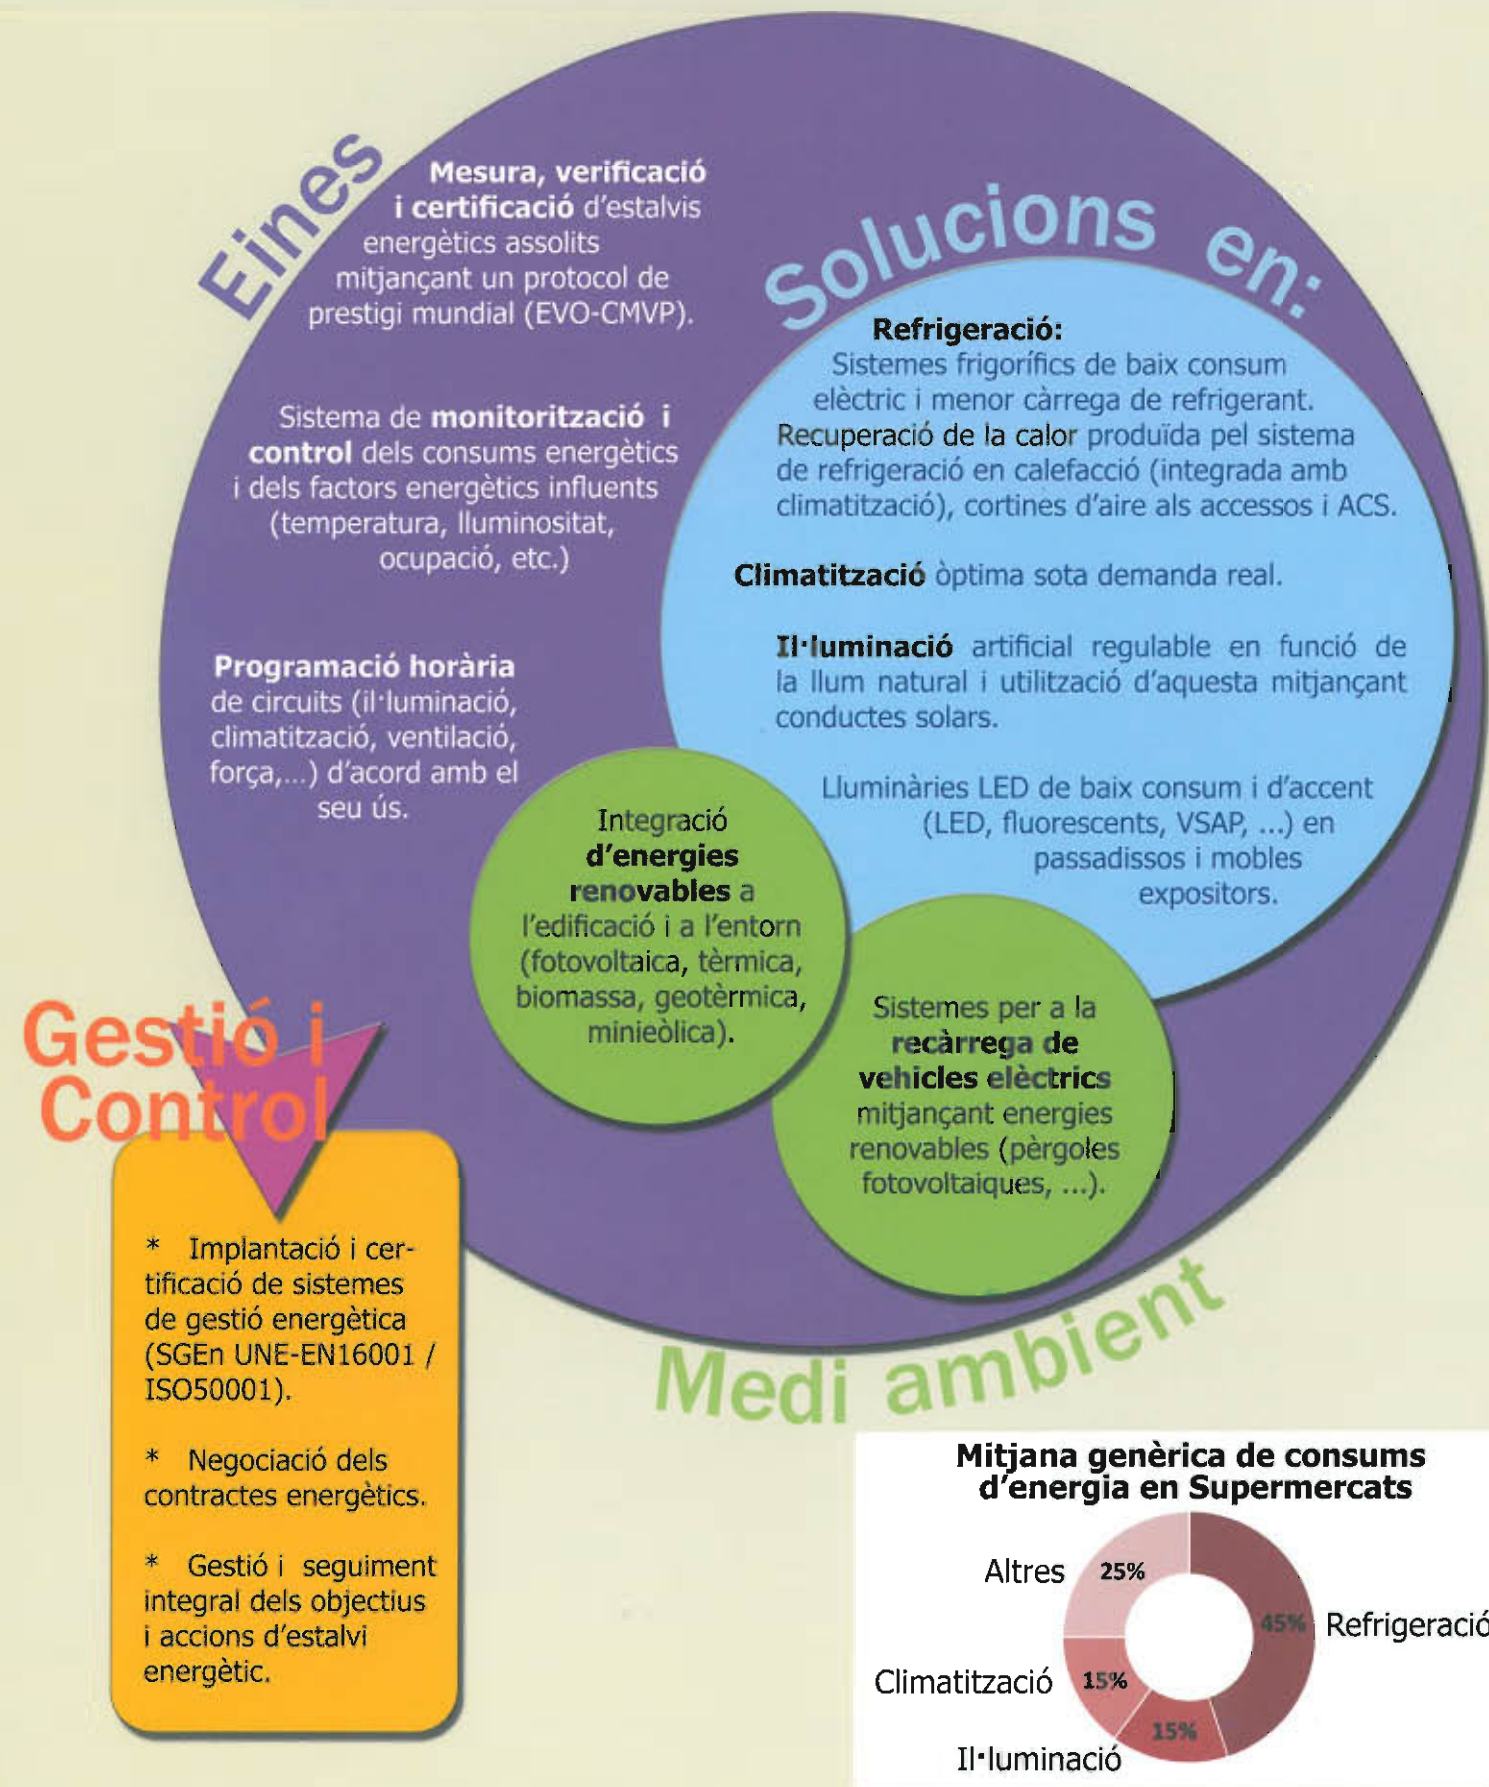 Eines
Mesura, verificació
i certificació d'estalvis
energètics assolits
mitjançant un protocol de
prestigi mundial (EVO-CMVP).
Sistema de monitorització i
control dels consums energètics
i dels factors energètics influents
(temperatura, lluminositat,
ocupació, etc.)
Programació horària
de circuits (il·luminació,
climatització, ventilació,
força,...) d'acord amb el
seu ús.
Solucions en:
Refrigeració:
Sistemes frigorífics de baix consum
elèctric i menor càrrega de refrigerant.
Recuperació de la calor produïda pel sistema
de refrigeració en calefacció (integrada amb
climatització), cortines d'aire als accessos i ACS.
Climatització òptima sota demanda real.
Il·luminació artificial regulable en funció de
la llum natural i utilització d'aquesta mitjançant
conductes solars.
Lluminàries LED de baix consum i d'accent
(LED, fluorescents, VSAP, ...) en
passadissos i mobles
expositors.
Integració
d'energies
renovables a
l'edificació i a l'entorn
(fotovoltaica, tèrmica,
biomassa, geotèrmica,
minieòlica).
Sistemes per a la
recàrrega de
vehicles elèctrics
mitjançant energies
renovables (pèrgoles
fotovoltaiques, ...).
Medi ambient
Gestió i
Control
* Implantació i cer-
tificació de sistemes
de gestió energètica
(SGEn UNE-EN16001 /
ISO50001).
* Negociació dels
contractes energètics.
* Gestió i seguiment
integral dels objectius
i accions d'estalvi
energètic.
Mitjana genèrica de consums
d'energia en Supermercats
Altres 25%
45% Refrigeració
Climatització 15%
15%
Il·luminació